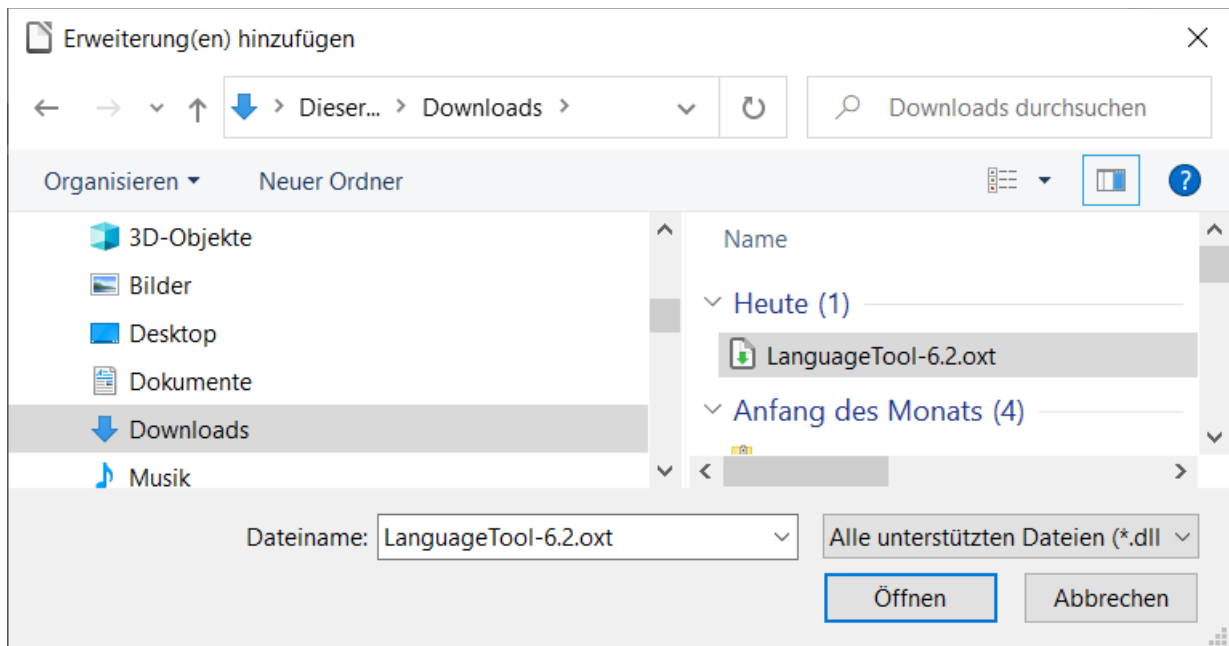 Erweiterung(en) hinzufügen
Dieser... > Downloads >
Downloads durchsuchen
Organisieren
Neuer Ordner
3D-Objekte
Bilder
Desktop
Dokumente
Downloads
Musik
Name
Heute (1)
LanguageTool-6.2.oxt
Anfang des Monats (4)
Dateiname: LanguageTool-6.2.oxt
Alle unterstützten Dateien (*.dll
Öffnen
Abbrechen